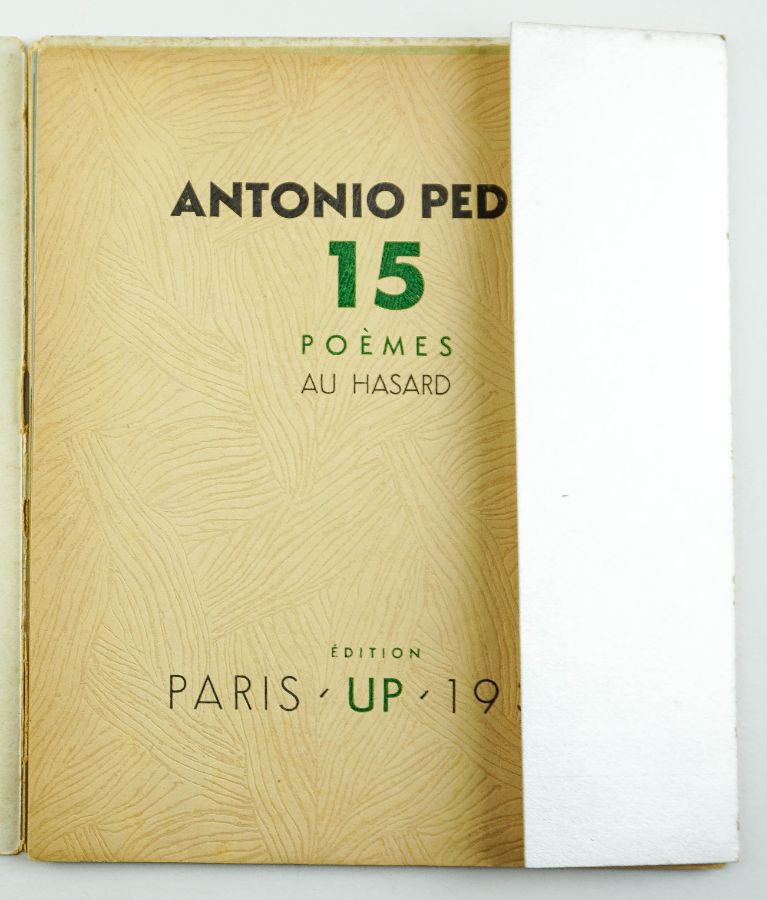 ANTONIO PED
15
POÈMES
AU HASARD
ÉDITION
PARIS - UP - 19